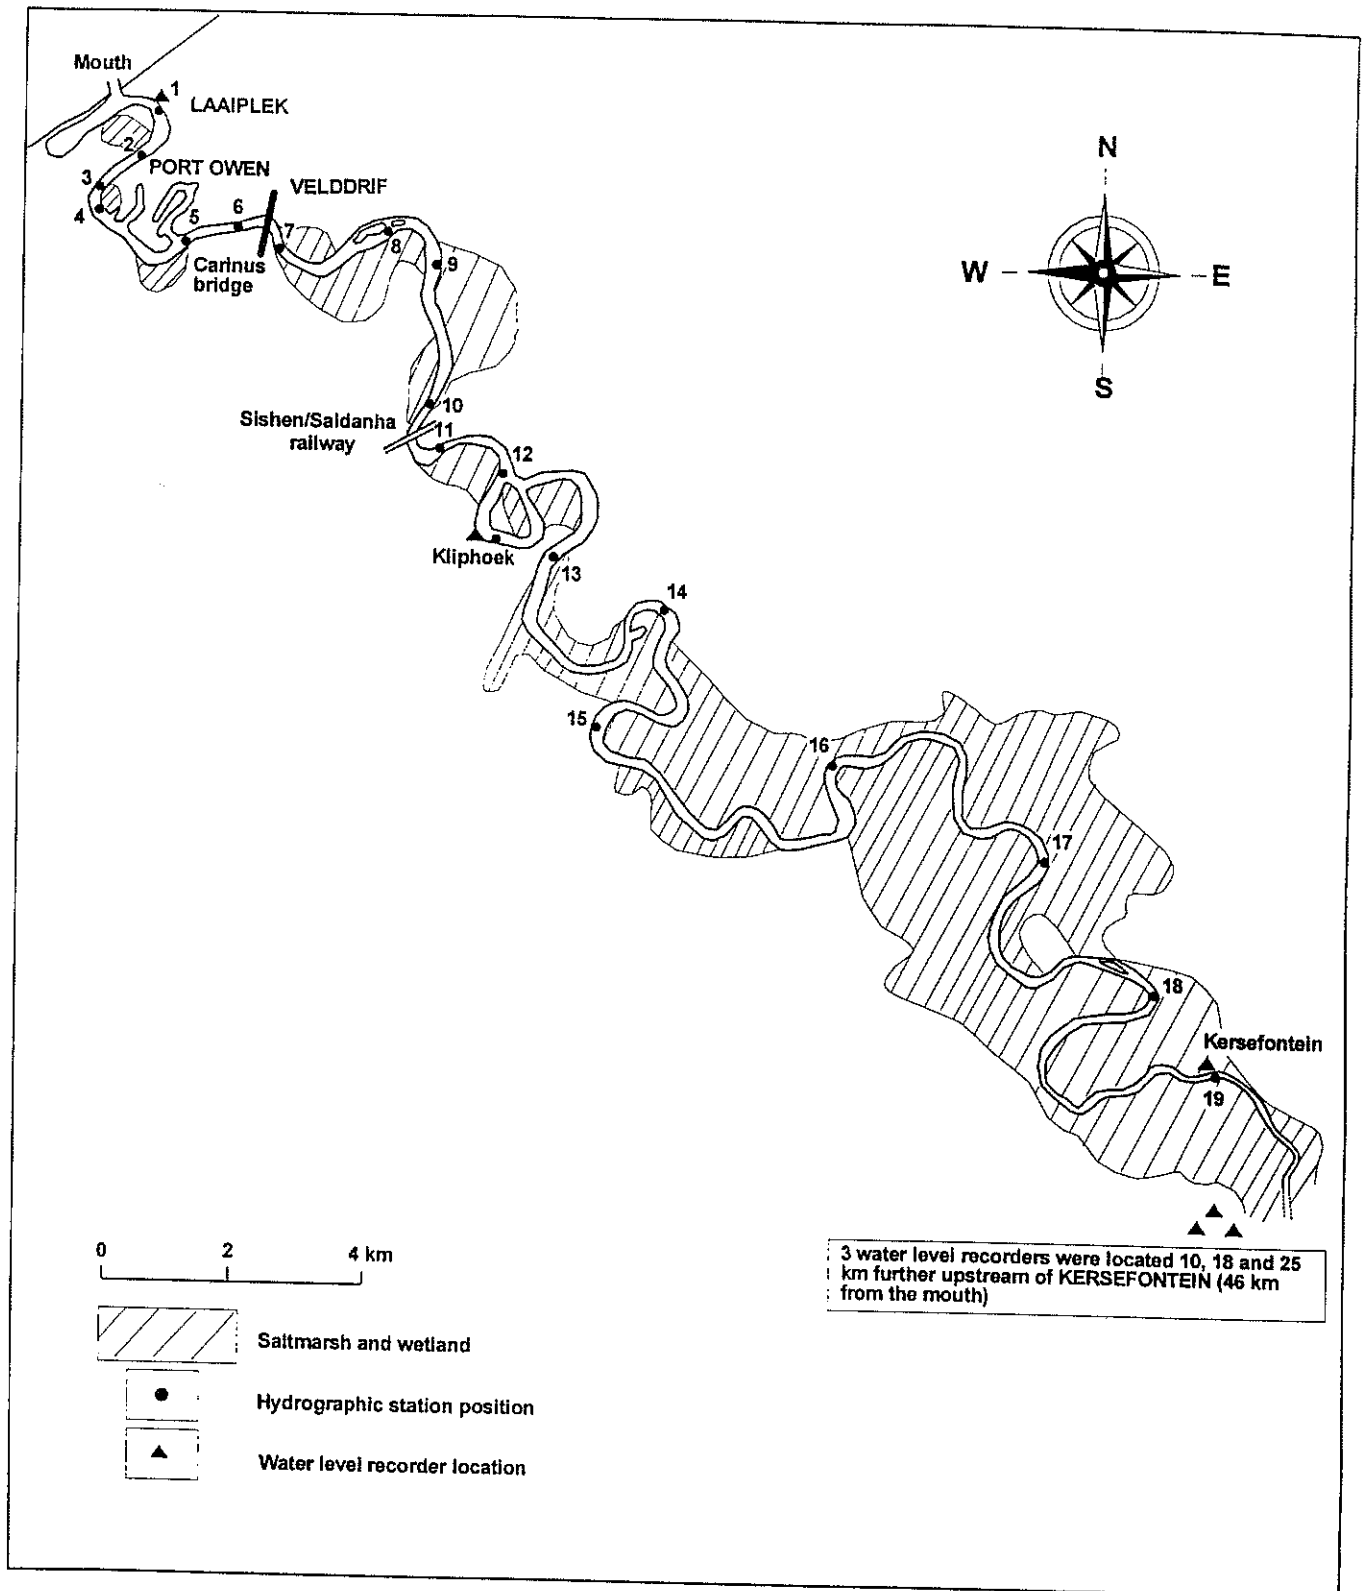 Mouth
1
LAAIPLEK
2
PORT OWEN
3
4
5
6
VELDDRIF
7
8
9
Carinus
bridge
N
W
E
S
10
Sishen/Saldanha
railway
11
12
Kliphoek
13
14
15
16
17
18
Kersefontein
19
3 water level recorders were located 10, 18 and 25
km further upstream of KERSEFONTEIN (46 km
from the mouth)
0 2 4 km
Saltmarsh and wetland
Hydrographic station position
Water level recorder location